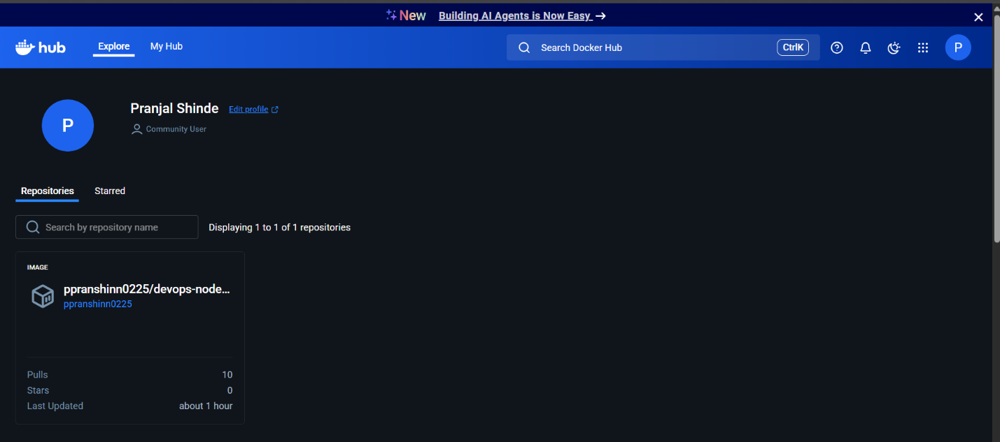 New Building AI Agents is Now Easy →
hub Explore My Hub Search Docker Hub CtrlK P
P
Pranjal Shinde Edit profile
Community User
Repositories Starred
Search by repository name Displaying 1 to 1 of 1 repositories
IMAGE
ppranshinn0225/devops-node...
ppranshinn0225
Pulls 10
Stars 0
Last Updated about 1 hour